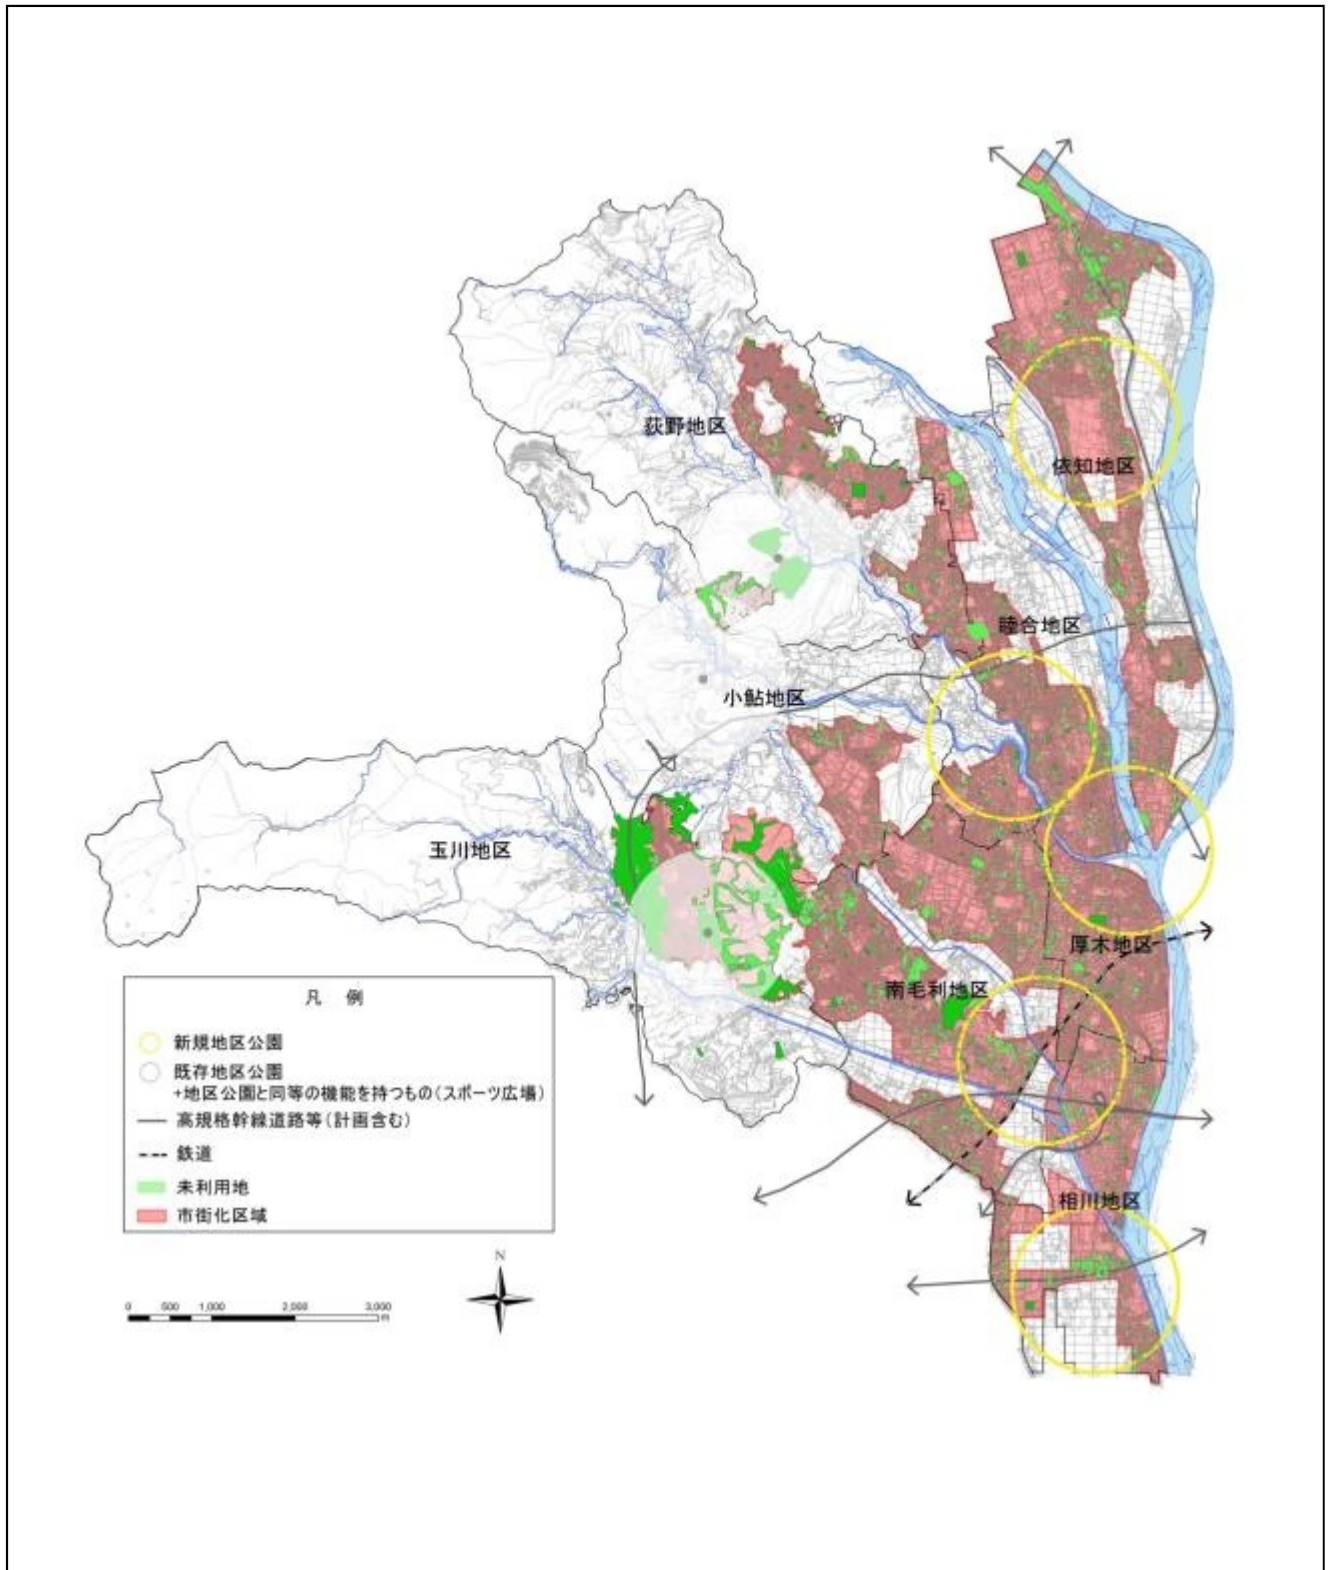 荻野地区
依知地区
睦合地区
小鮎地区
玉川地区
厚木地区
南毛利地区
相川地区
凡 例
新規地区公園
既存地区公園
+地区公園と同等の機能を持つもの(スポーツ広場)
高規格幹線道路等(計画含む)
鉄道
未利用地
市街化区域
N
0 500 1,000 2,000 3,000
m